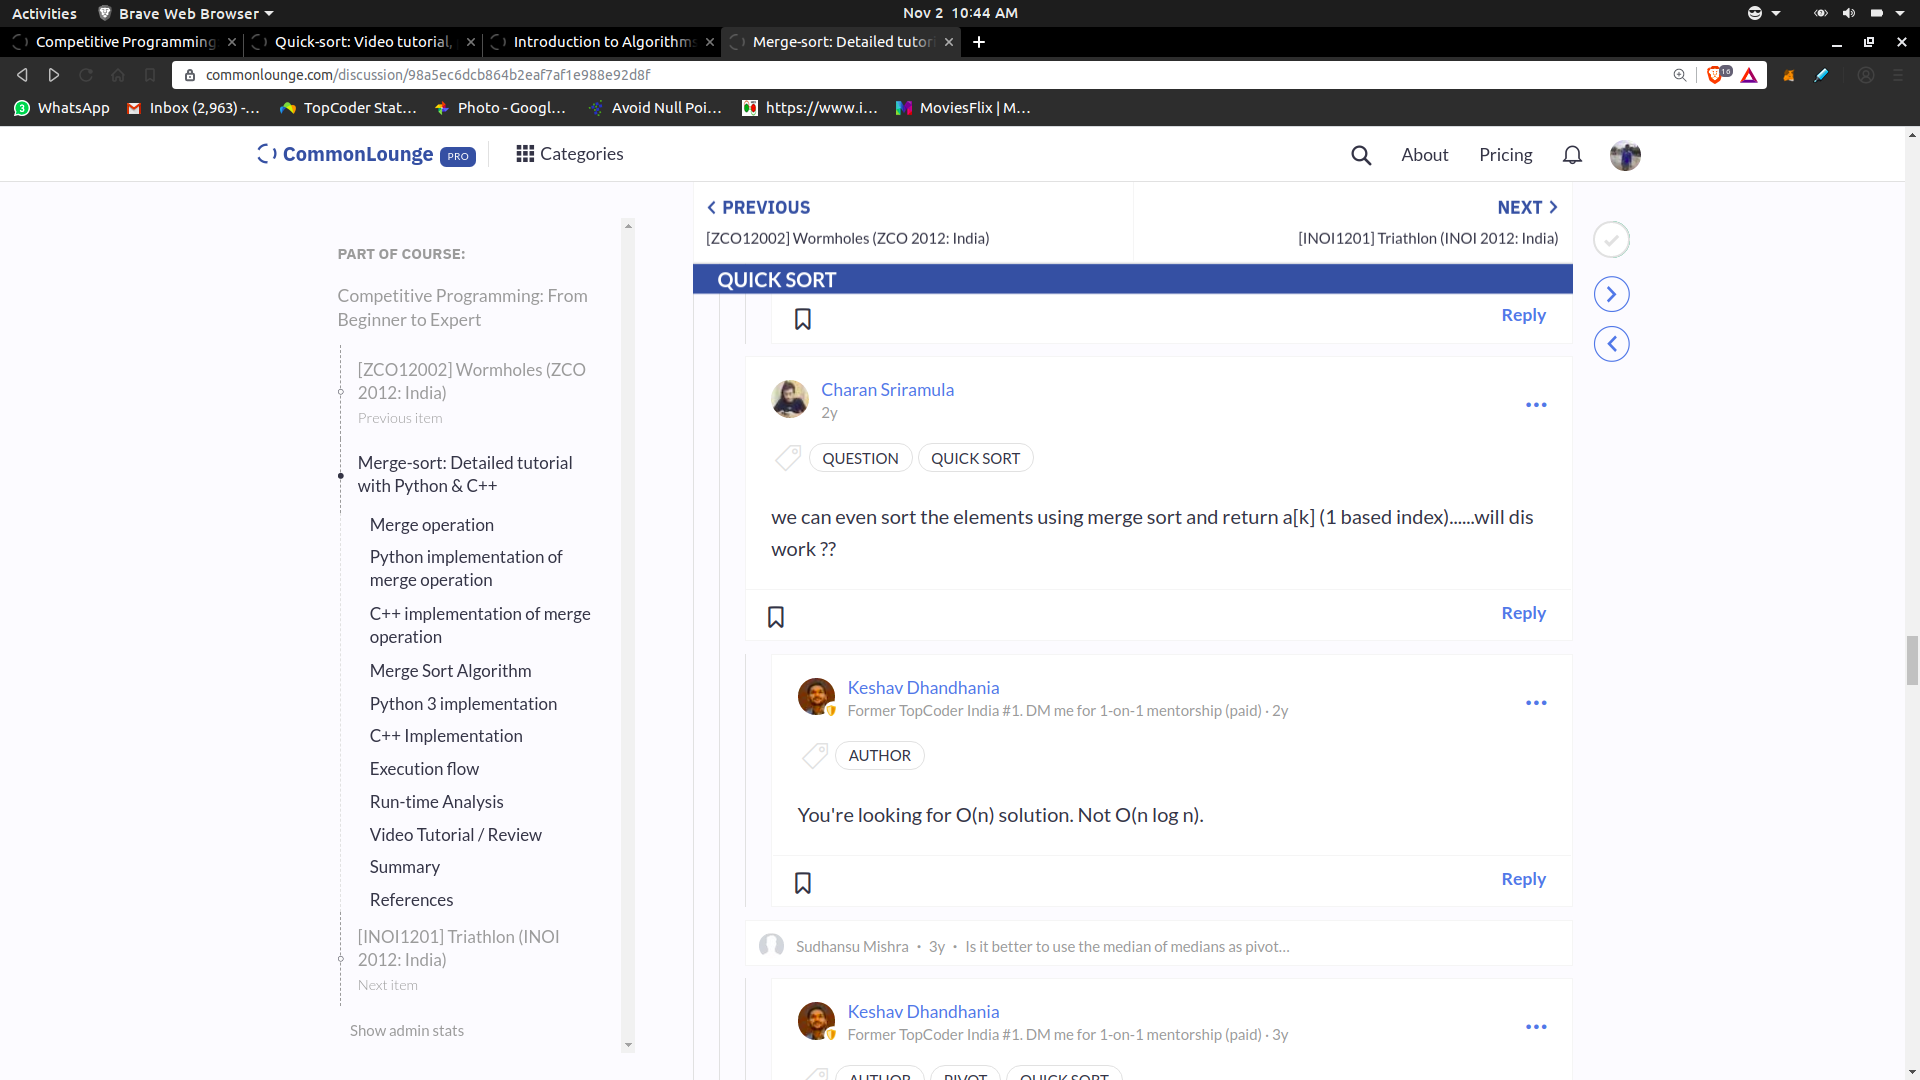 Activities Brave Web Browser Nov 2 10:44 AM
Competitive Programming Quick-sort: Video tutorial, Introduction to Algorithms Merge-sort: Detailed tutori
commonlounge.com/discussion/98a5ec6dcb864b2eaf7af1e988e92d8f 16
3 WhatsApp Inbox (2,963) -... TopCoder Stat... Photo - Googl... Avoid Null Poi... https://www.i... MoviesFlix | M...
CommonLounge PRO Categories About Pricing
PREVIOUS NEXT
[ZCO12002] Wormholes (ZCO 2012: India) [INOI1201] Triathlon (INOI 2012: India)
QUICK SORT
PART OF COURSE:
Competitive Programming: From
Beginner to Expert
[ZCO12002] Wormholes (ZCO
2012: India)
Previous item
Merge-sort: Detailed tutorial
with Python & C++
Merge operation
Python implementation of
merge operation
C++ implementation of merge
operation
Merge Sort Algorithm
Python 3 implementation
C++ Implementation
Execution flow
Run-time Analysis
Video Tutorial / Review
Summary
References
[INOI1201] Triathlon (INOI
2012: India)
Next item
Show admin stats
Reply
Charan Sriramula
2y
QUESTION QUICK SORT
we can even sort the elements using merge sort and return a[k] (1 based index)......will dis
work ??
Reply
Keshav Dhandhania
Former TopCoder India #1. DM me for 1-on-1 mentorship (paid) · 2y
AUTHOR
You're looking for O(n) solution. Not O(n log n).
Reply
Sudhansu Mishra • 3y • Is it better to use the median of medians as pivot...
Keshav Dhandhania
Former TopCoder India #1. DM me for 1-on-1 mentorship (paid) · 3y
AUTHOR PIVOT QUICK SORT